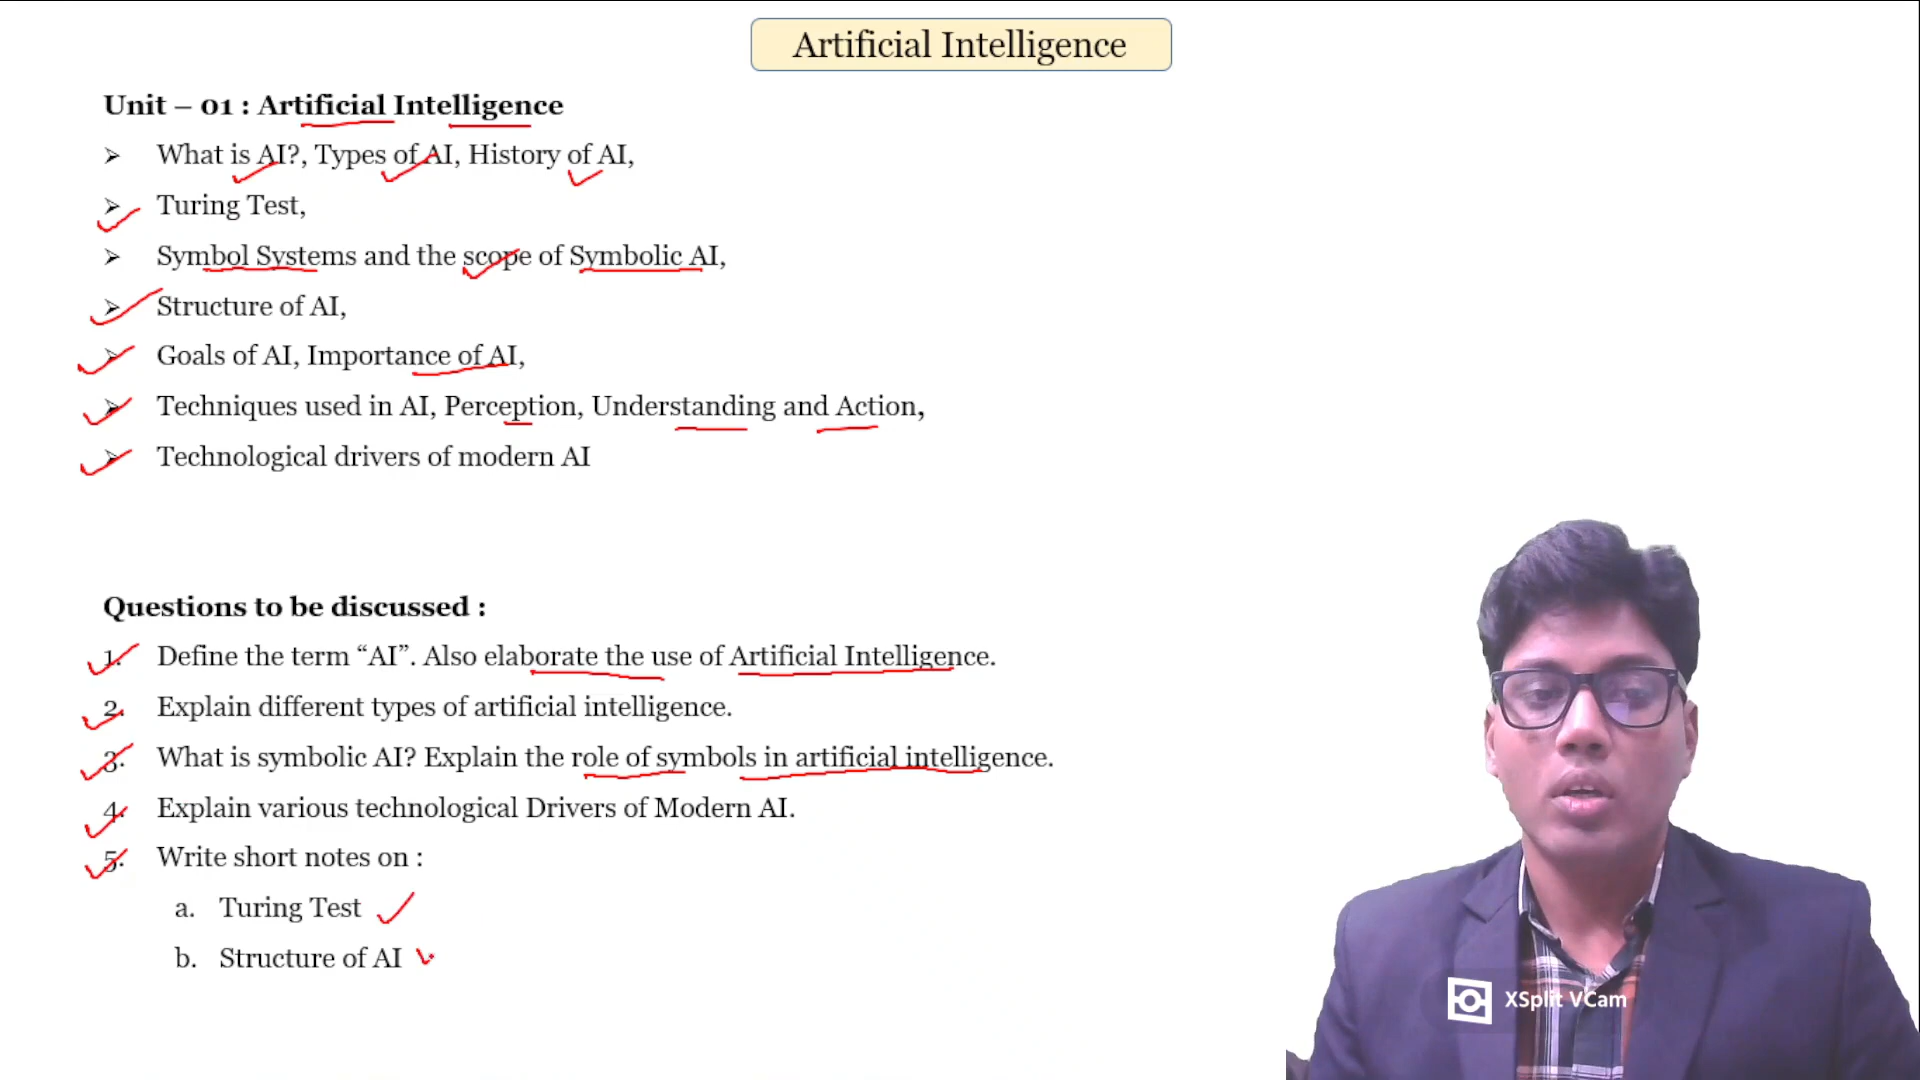 Artificial Intelligence
Unit – 01 : Artificial Intelligence
➢ What is AI?, Types of AI, History of AI,
➢ Turing Test,
➢ Symbol Systems and the scope of Symbolic AI,
➢ Structure of AI,
➢ Goals of AI, Importance of AI,
➢ Techniques used in AI, Perception, Understanding and Action,
➢ Technological drivers of modern AI
Questions to be discussed :
1. Define the term “AI”. Also elaborate the use of Artificial Intelligence.
2. Explain different types of artificial intelligence.
3. What is symbolic AI? Explain the role of symbols in artificial intelligence.
4. Explain various technological Drivers of Modern AI.
5. Write short notes on :
a. Turing Test
b. Structure of AI
XSplit VCam